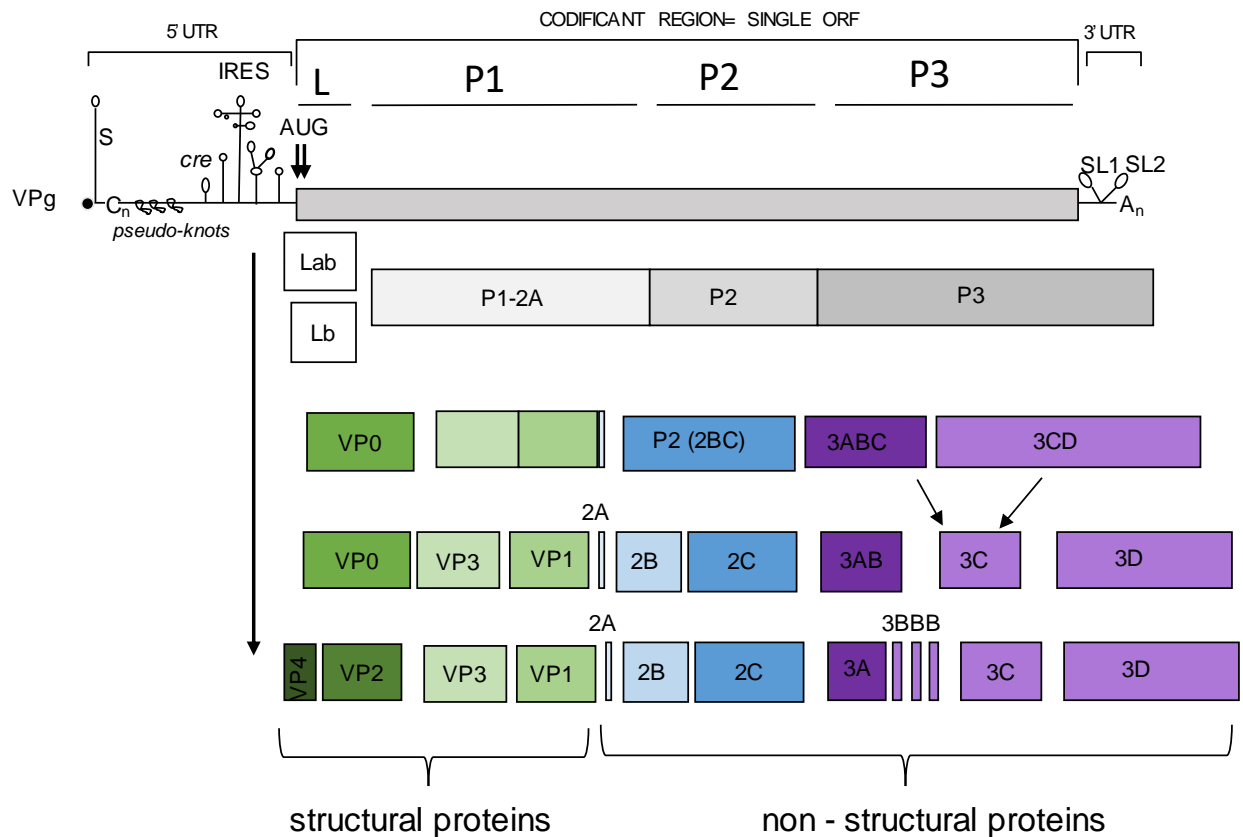 CODIFICANT REGION= SINGLE ORF
5' UTR
3' UTR
IRES
L
P1
P2
P3
S
AUG
cre
SL1
SL2
VPg
Cn
An
pseudo-knots
Lab
Lb
P1-2A
P2
P3
VP0
P2 (2BC)
3ABC
3CD
2A
VP0
VP3
VP1
2B
2C
3AB
3C
3D
2A
3BBB
VP4
VP2
VP3
VP1
2B
2C
3A
3C
3D
structural proteins
non - structural proteins